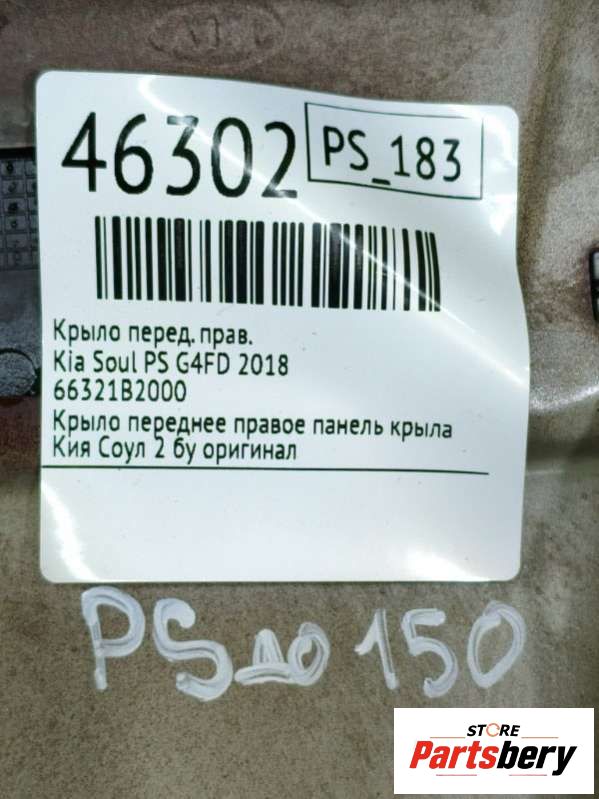 46302
PS_183
Крыло перед. прав.
Kia Soul PS G4FD 2018
66321B2000
Крыло переднее правое панель крыла
Кия Соул 2 бу оригинал
PS до 150
STORE
Partsbery